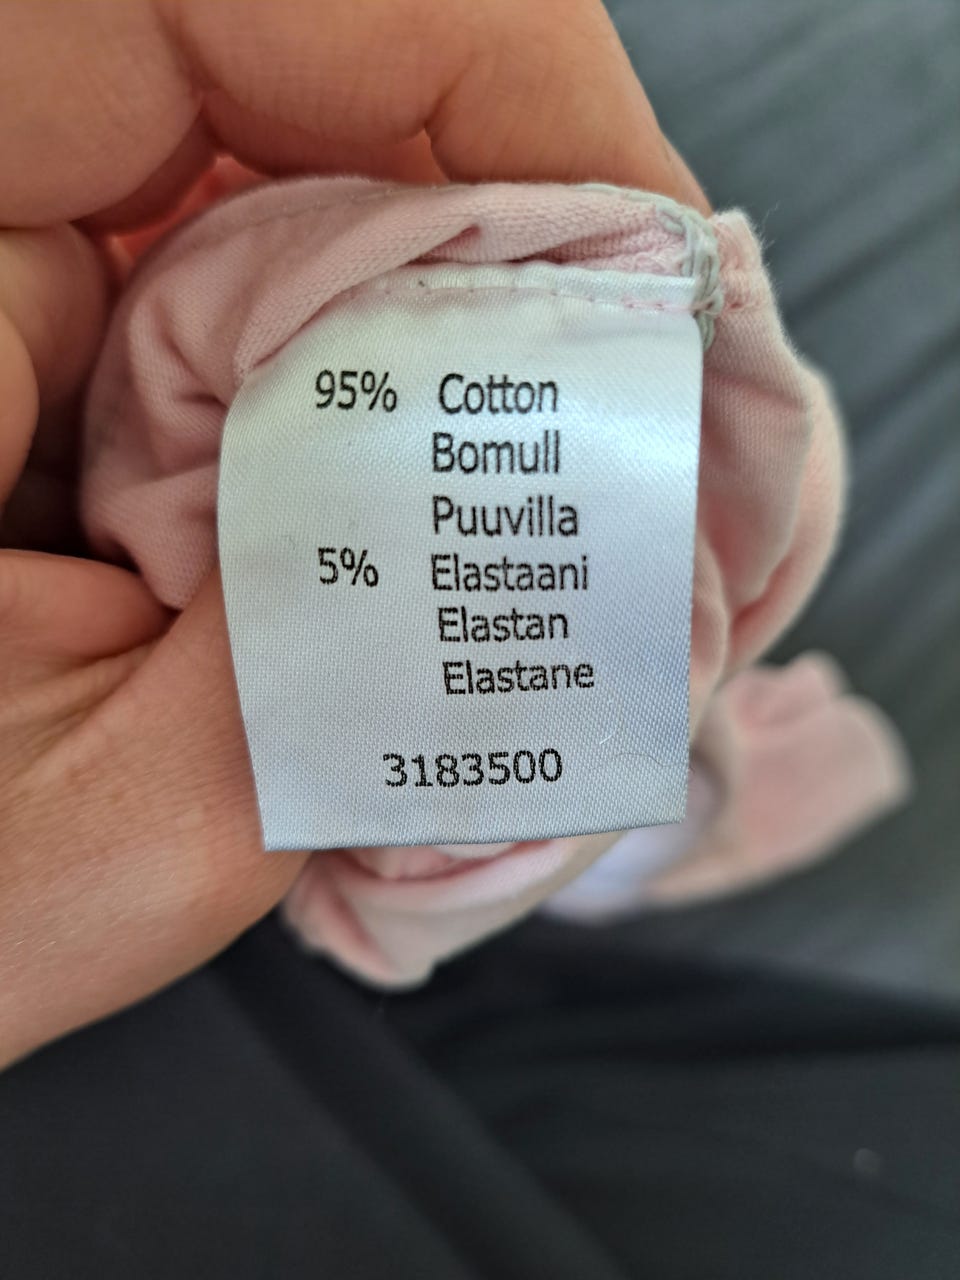 95% Cotton
Bomull
Puuvilla
5% Elastaani
Elastan
Elastane
3183500